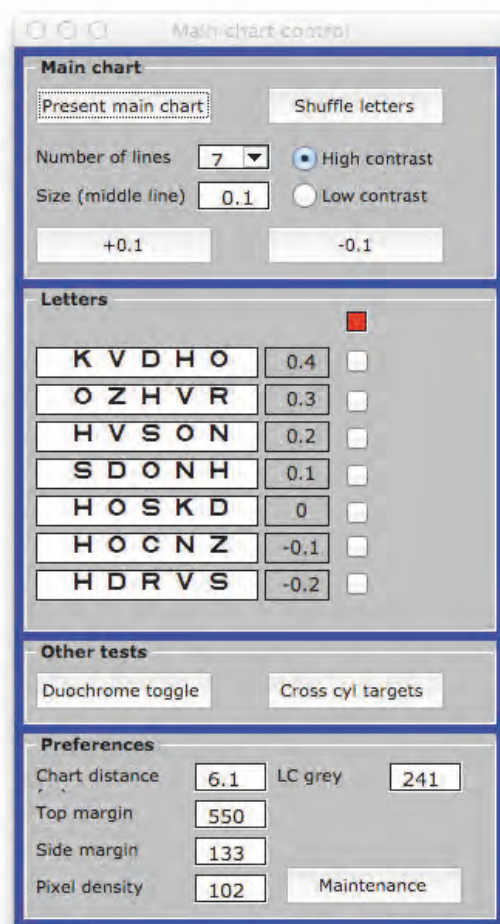 Main chart control
Main chart
Present main chart Shuffle letters
Number of lines 7 High contrast
Size (middle line) 0.1 Low contrast
+0.1 -0.1
Letters
K V D H O 0.4
O Z H V R 0.3
H V S O N 0.2
S D O N H 0.1
H O S K D 0
H O C N Z -0.1
H D R V S -0.2
Other tests
Duochrome toggle Cross cyl targets
Preferences
Chart distance 6.1 LC grey 241
Top margin 550
Side margin 133
Pixel density 102 Maintenance